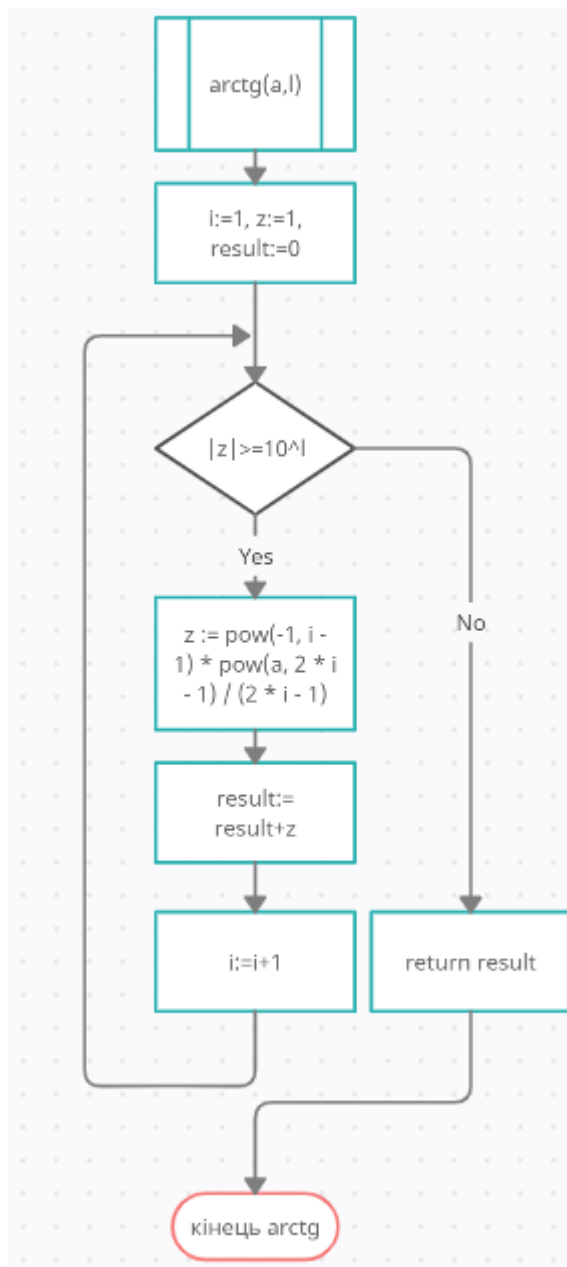 arctg(a,l)
i:=1, z:=1,
result:=0
|z|>=10^l
Yes
z := pow(-1, i -
1) * pow(a, 2 * i
- 1) / (2 * i - 1)
No
result:=
result+z
i:=i+1
return result
кінець arctg